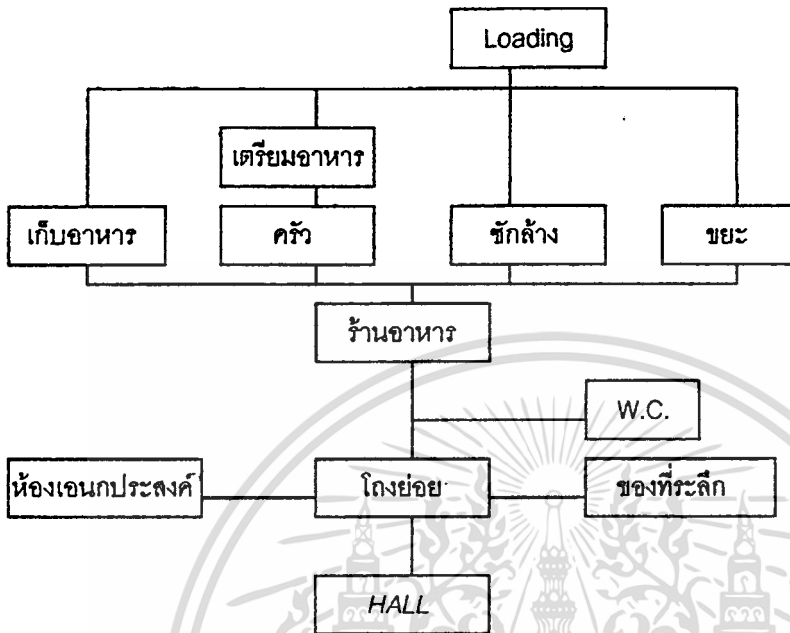 Loading
เตรียมอาหาร
เก็บอาหาร
ครัว
ซักล้าง
ขยะ
ร้านอาหาร
W.C.
ห้องเอนกประสงค์
โถงย่อย
ของที่ระลึก
HALL